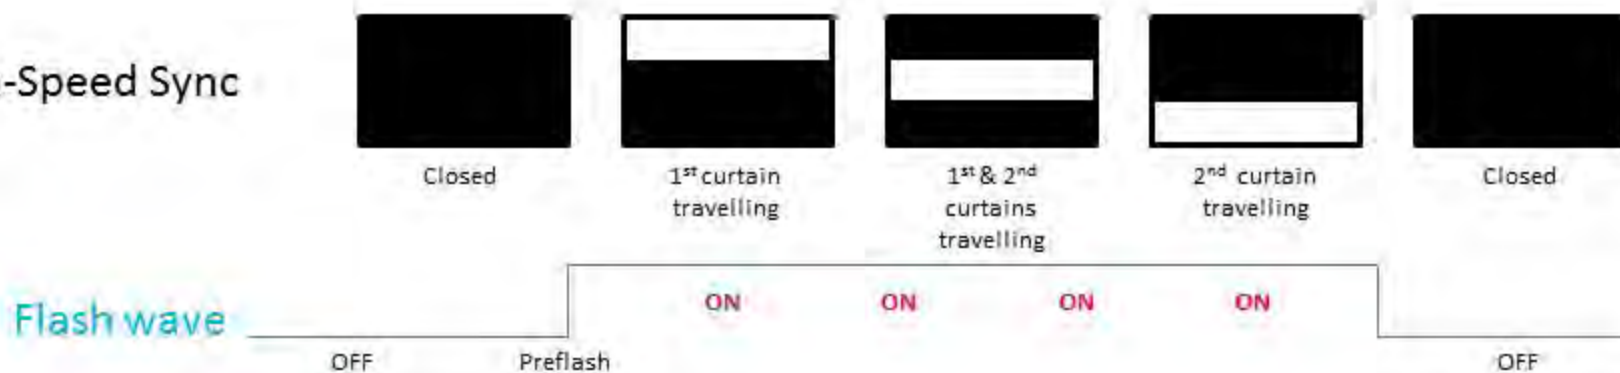 -Speed Sync
Closed
1st curtain
travelling
1st & 2nd
curtains
travelling
2nd curtain
travelling
Closed
Flash wave
ON ON ON ON
OFF Preflash OFF